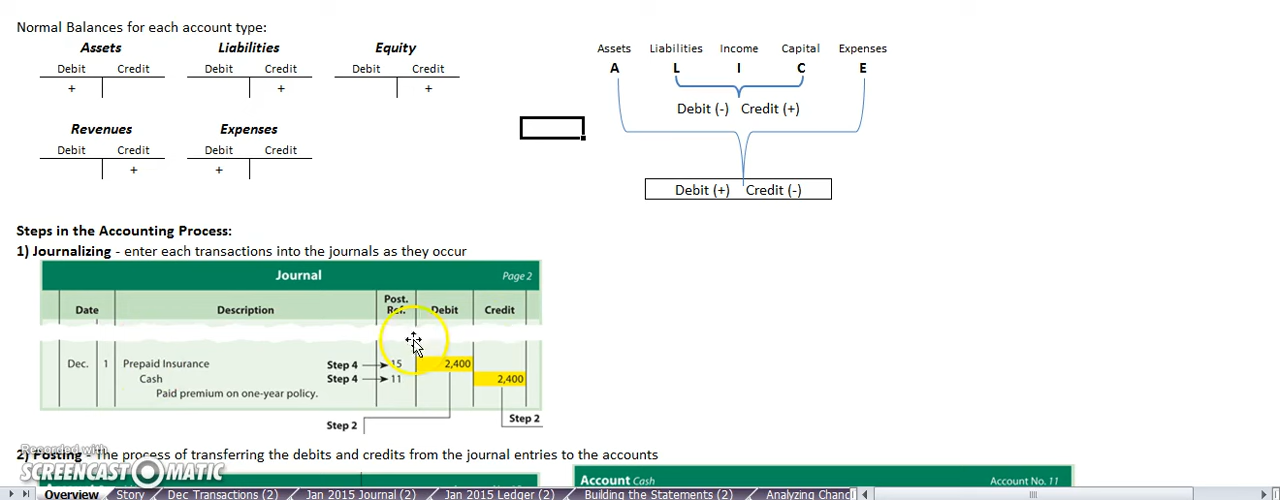 Normal Balances for each account type:
Assets Liabilities Equity
Debit Credit Debit Credit Debit Credit
+ + +
Revenues Expenses
Debit Credit Debit Credit
+ +
Assets Liabilities Income Capital Expenses
A L I C E
Debit (-) Credit (+)
Debit (+) Credit (-)
Steps in the Accounting Process:
1) Journalizing - enter each transactions into the journals as they occur
Journal Page 2
Date Description Post. Ref. Debit Credit
Dec. 1 Prepaid Insurance Step 4 15 2,400
Cash Step 4 11 2,400
Paid premium on one-year policy.
Step 2 Step 2
2) Posting - The process of transferring the debits and credits from the journal entries to the accounts
Account Cash Account No. 11
Recorded with
SCREENCAST MATIC
Overview Story Dec Transactions (2) Jan 2015 Journal (2) Jan 2015 Ledger (2) Building the Statements (2) Analyzing Chang